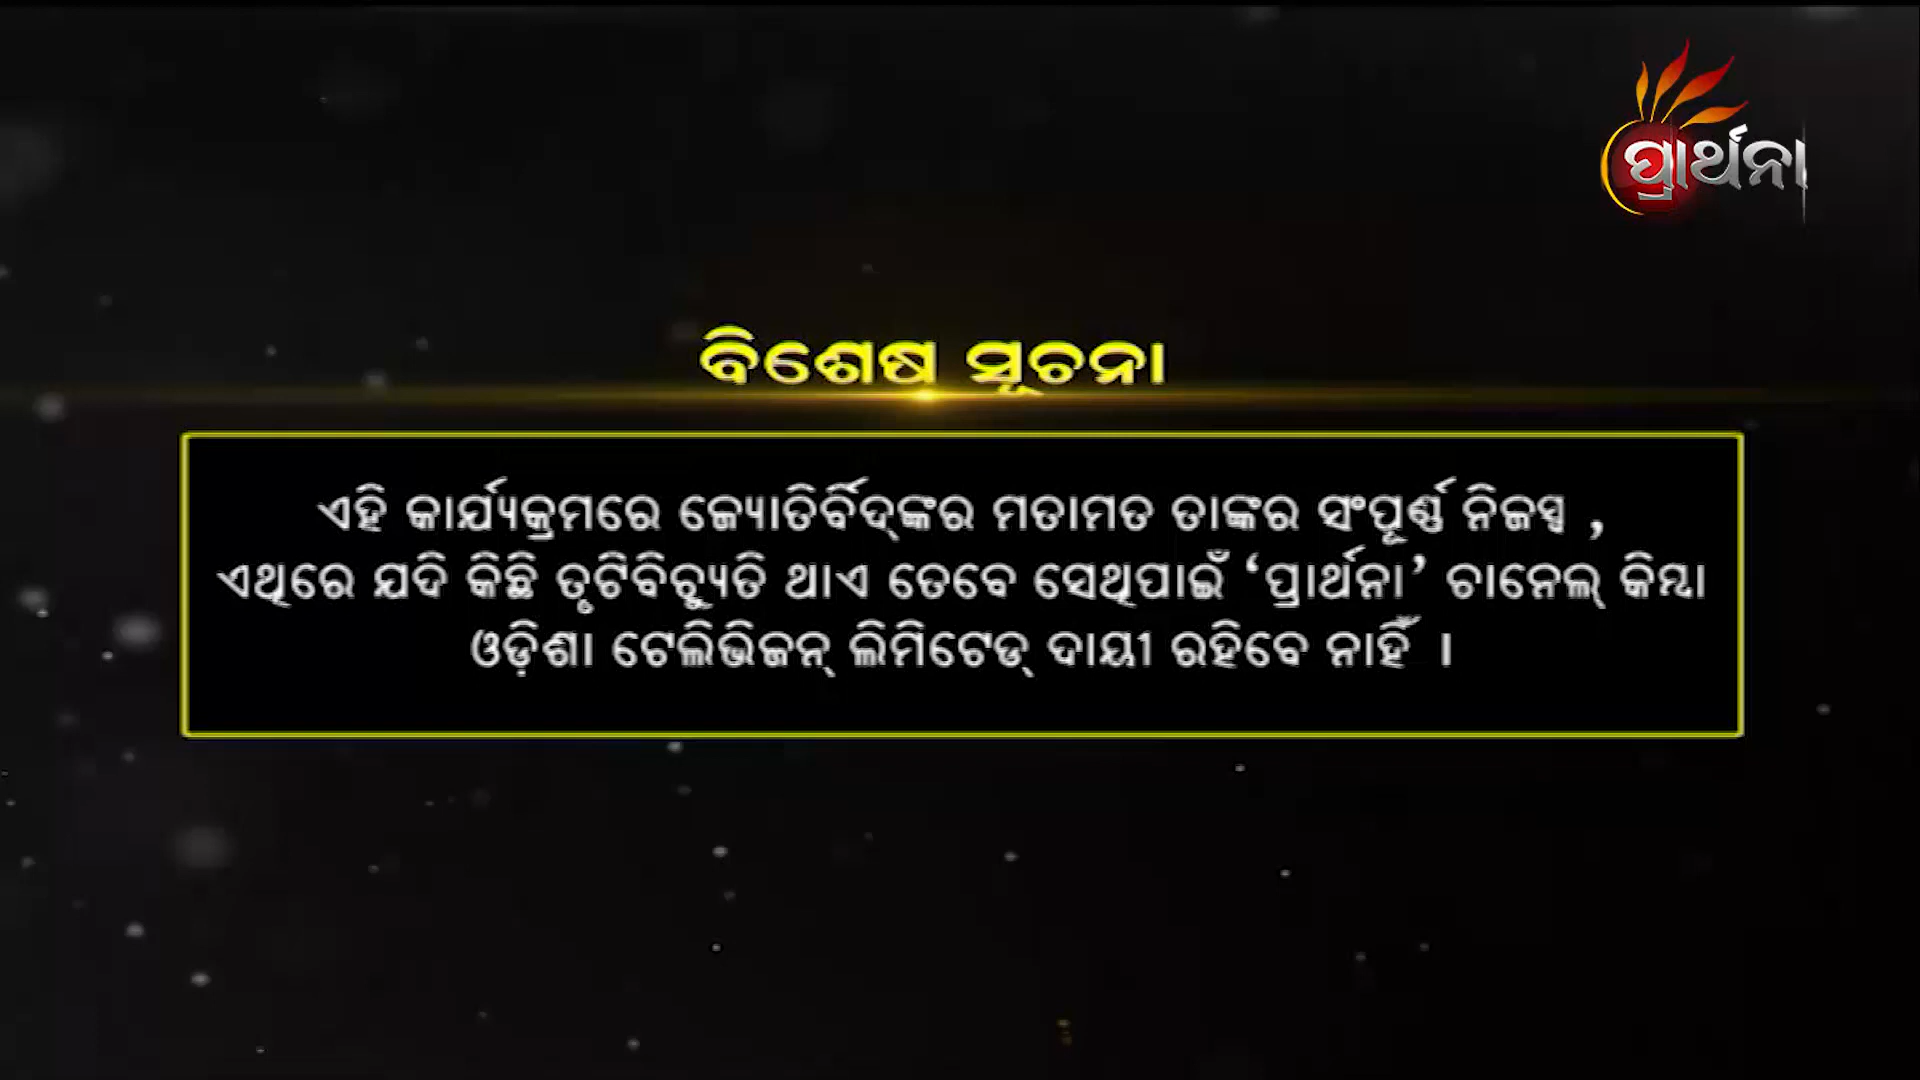 ପ୍ରାର୍ଥନା
ବିଶେଷ ସୂଚନା
ଏହି କାର୍ଯ୍ୟକ୍ରମରେ ଜ୍ୟୋତିର୍ବିଦ୍‌ଙ୍କର ମତାମତ ତାଙ୍କର ସଂପୂର୍ଣ୍ଣ ନିଜସ୍ୱ ,
ଏଥିରେ ଯଦି କିଛି ତୃଟିବିଚ୍ୟୁତି ଥାଏ ତେବେ ସେଥିପାଇଁ ‘ପ୍ରାର୍ଥନା’ ଚାନେଲ୍ କିମ୍ୱା
ଓଡ଼ିଶା ଟେଲିଭିଜନ୍ ଲିମିଟେଡ୍ ଦାୟୀ ରହିବେ ନାହିଁ ।